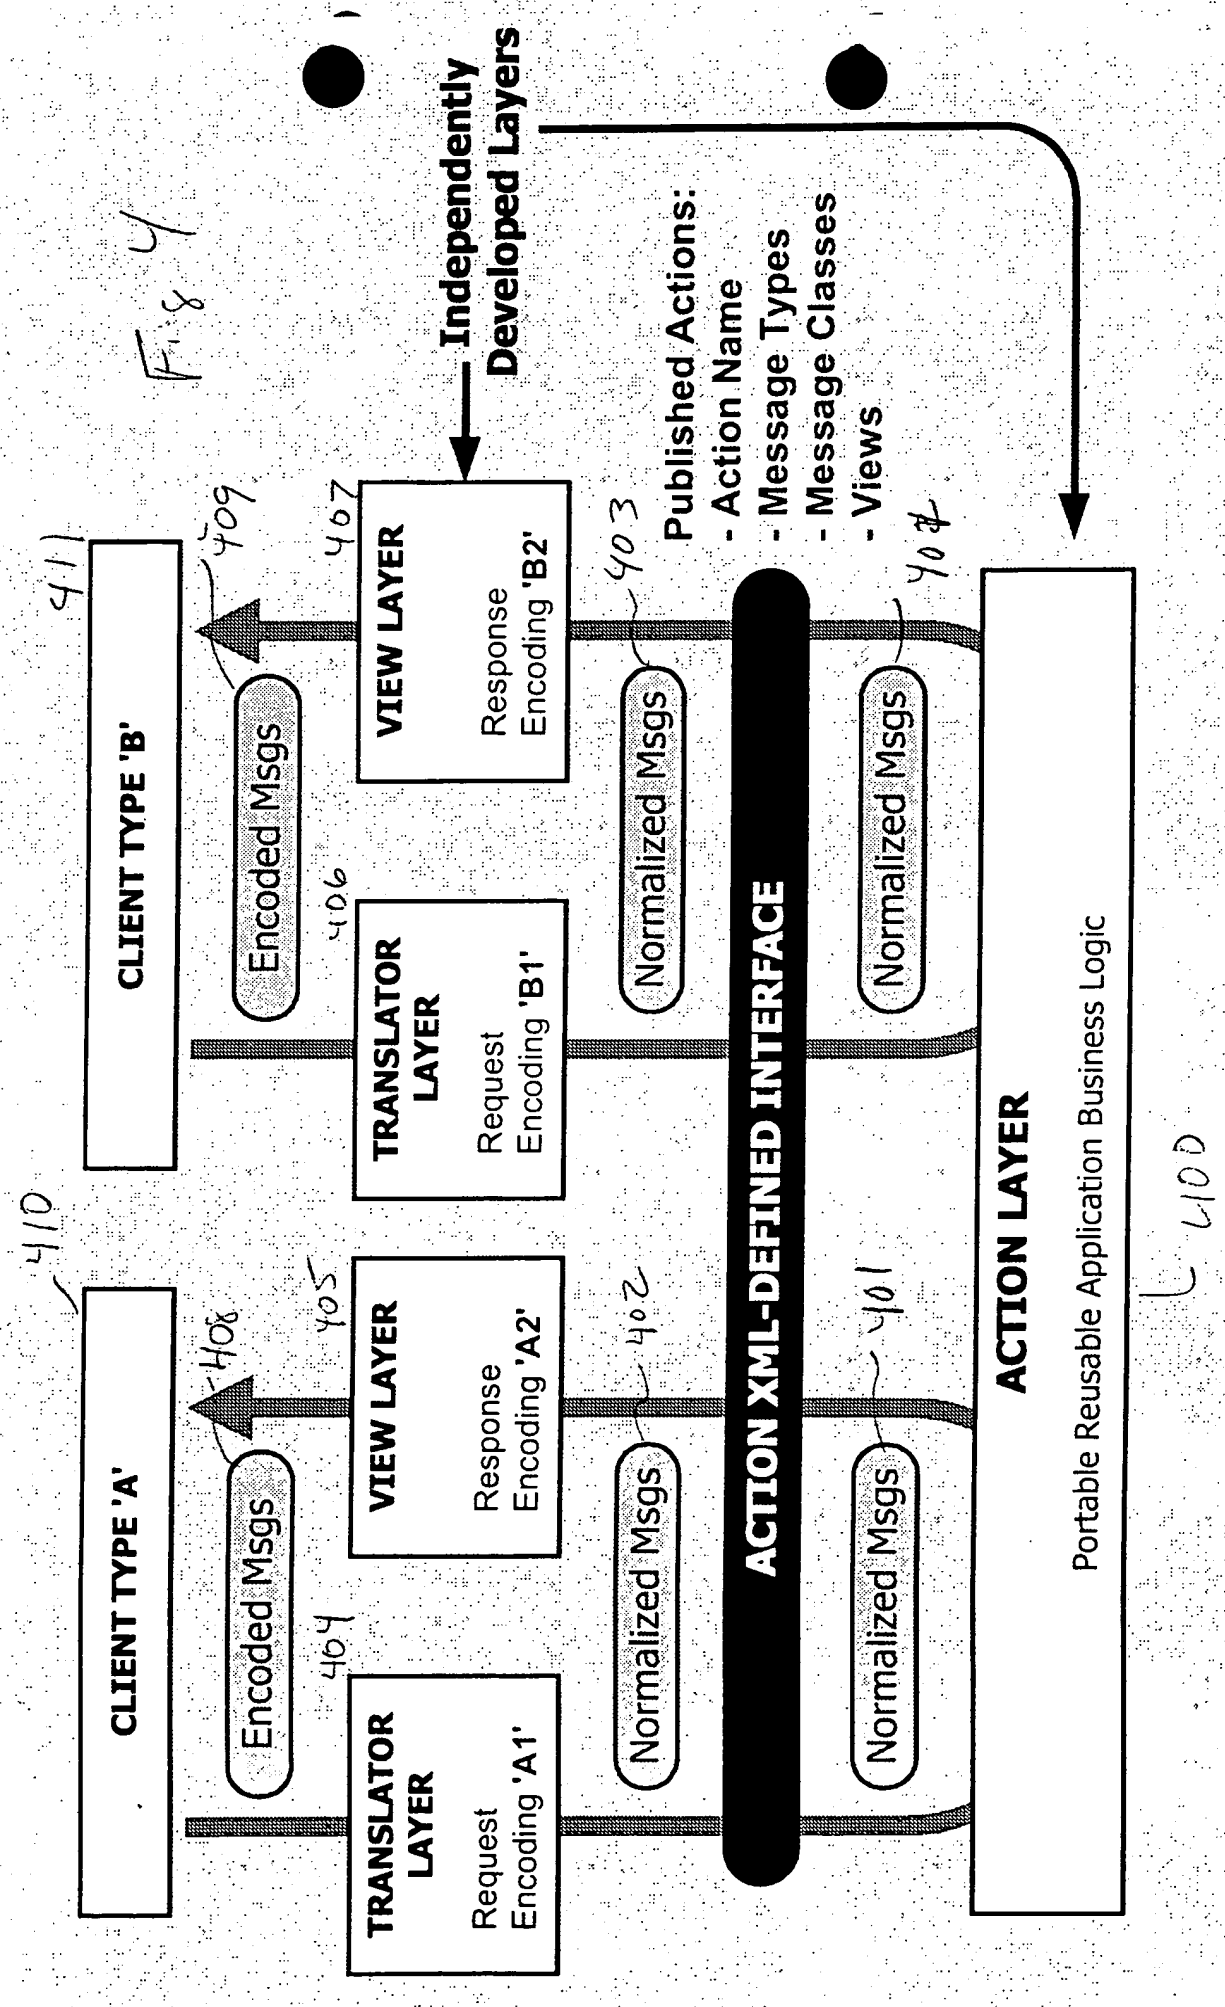 Fig 4
410
CLIENT TYPE 'A'
411
CLIENT TYPE 'B'
408
Encoded Msgs
409
Encoded Msgs
404
TRANSLATOR
LAYER
Request
Encoding 'A1'
405
VIEW LAYER
Response
Encoding 'A2'
406
TRANSLATOR
LAYER
Request
Encoding 'B1'
407
VIEW LAYER
Response
Encoding 'B2'
Independently
Developed Layers
Normalized Msgs
402
Normalized Msgs
403
Published Actions:
- Action Name
- Message Types
- Message Classes
- Views
ACTION XML-DEFINED INTERFACE
Normalized Msgs
401
Normalized Msgs
ACTION LAYER
Portable Reusable Application Business Logic
400